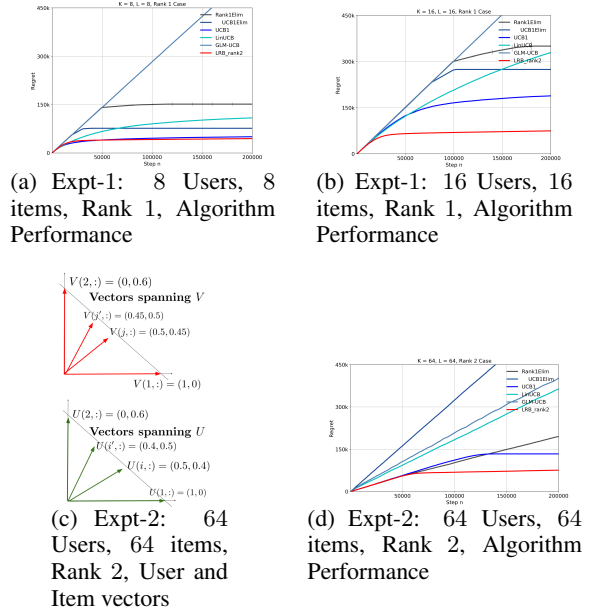 K = 8, L = 8, Rank 1 Case
450k
300k
150k
0
50000
100000
150000
200000
Regret
Step n
Rank1Elim
UCB1Elim
UCB1
LinUCB
GLM-UCB
LRB_rank2
(a) Expt-1: 8 Users, 8
items, Rank 1, Algorithm
Performance
K = 16, L = 16, Rank 1 Case
450k
300k
150k
0
50000
100000
150000
200000
Regret
Step n
Rank1Elim
UCB1Elim
UCB1
LinUCB
GLM-UCB
LRB_rank2
(b) Expt-1: 16 Users, 16
items, Rank 1, Algorithm
Performance
V(2,:) = (0,0.6)
Vectors spanning V
V(j′,:) = (0.45,0.5)
V(j,:) = (0.5,0.45)
V(1,:) = (1,0)
U(2,:) = (0,0.6)
Vectors spanning U
U(i′,:) = (0.4,0.5)
U(i,:) = (0.5,0.4)
U(1,:) = (1,0)
(c) Expt-2: 64
Users, 64 items,
Rank 2, User and
Item vectors
K = 64, L = 64, Rank 2 Case
450k
300k
150k
0
50000
100000
150000
200000
Regret
Step n
Rank1Elim
UCB1Elim
UCB1
LinUCB
GLM-UCB
LRB_rank2
(d) Expt-2: 64 Users, 64
items, Rank 2, Algorithm
Performance